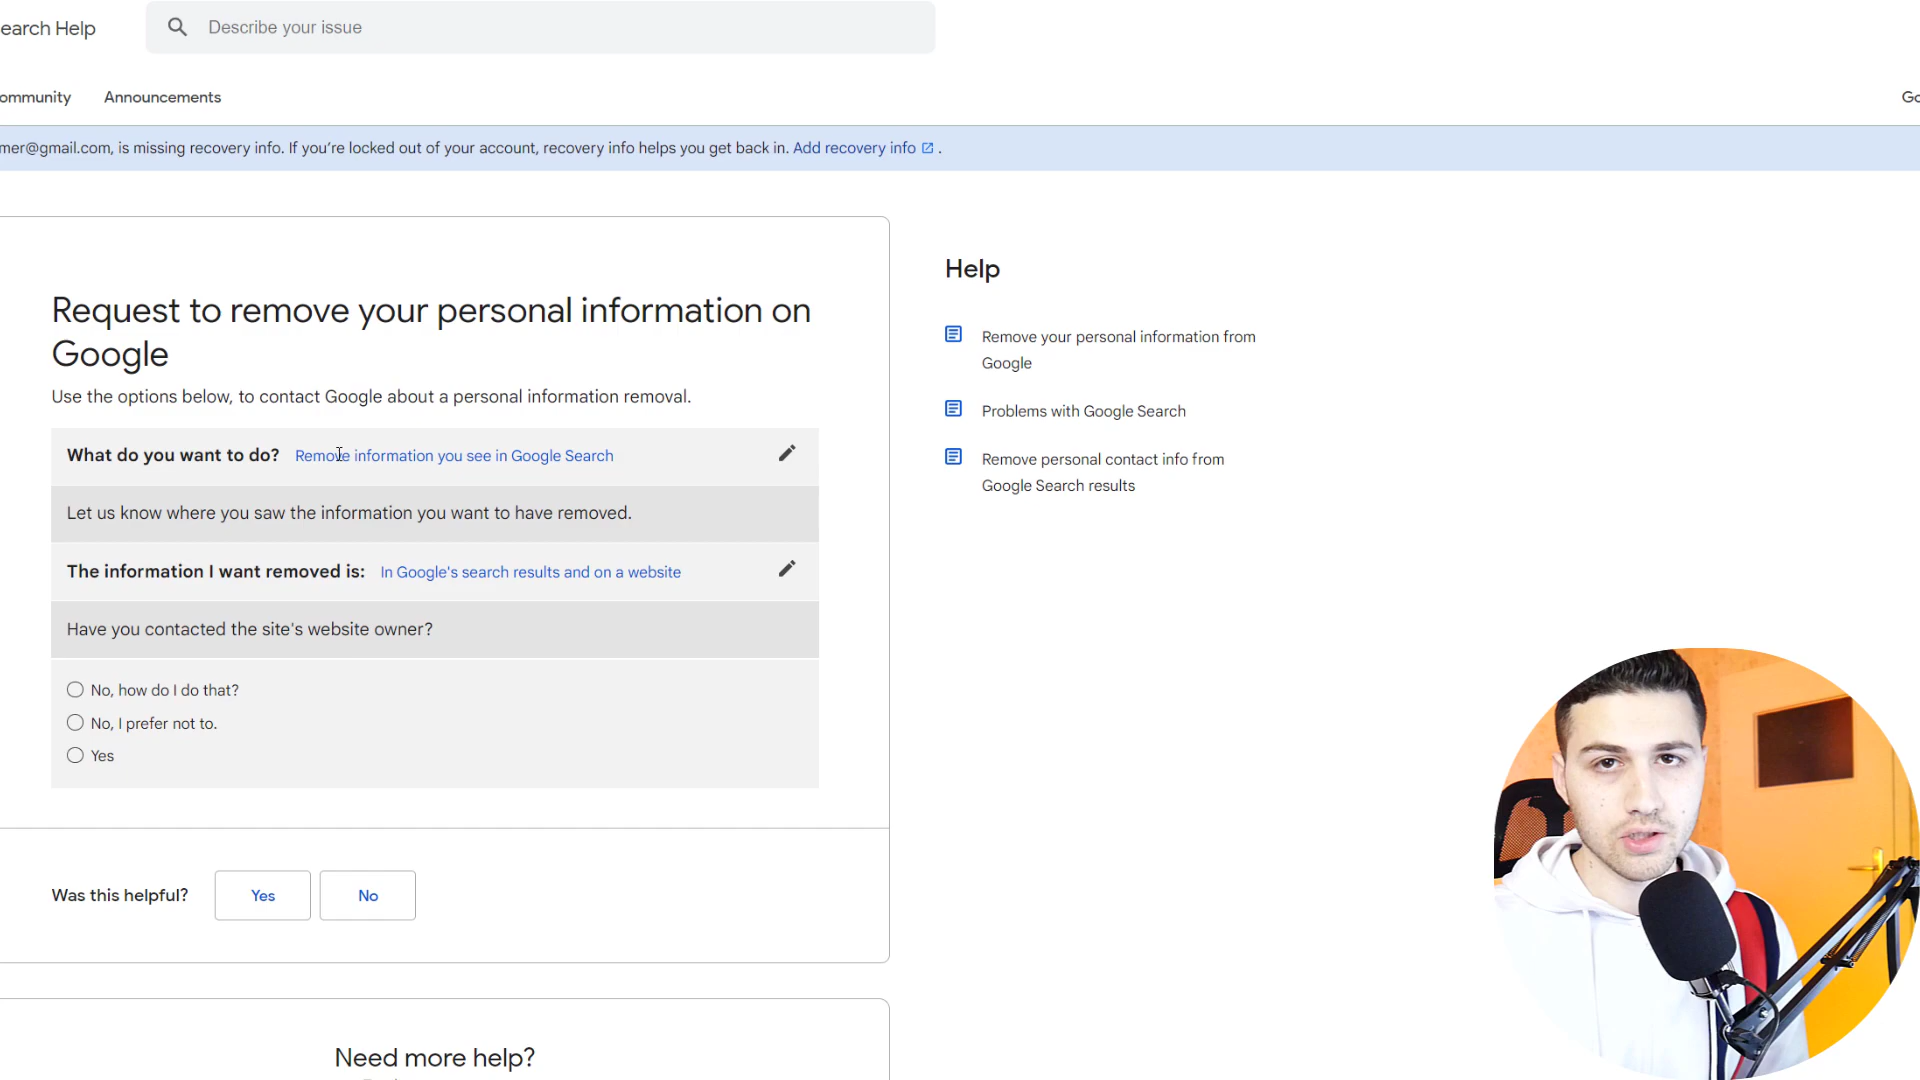 earch Help
Describe your issue
ommunity
Announcements
Go
mer@gmail.com, is missing recovery info. If you're locked out of your account, recovery info helps you get back in. Add recovery info .
Request to remove your personal information on
Google
Use the options below, to contact Google about a personal information removal.
What do you want to do? Remove information you see in Google Search
Let us know where you saw the information you want to have removed.
The information I want removed is: In Google's search results and on a website
Have you contacted the site's website owner?
No, how do I do that?
No, I prefer not to.
Yes
Was this helpful?
Yes
No
Need more help?
Help
Remove your personal information from
Google
Problems with Google Search
Remove personal contact info from
Google Search results